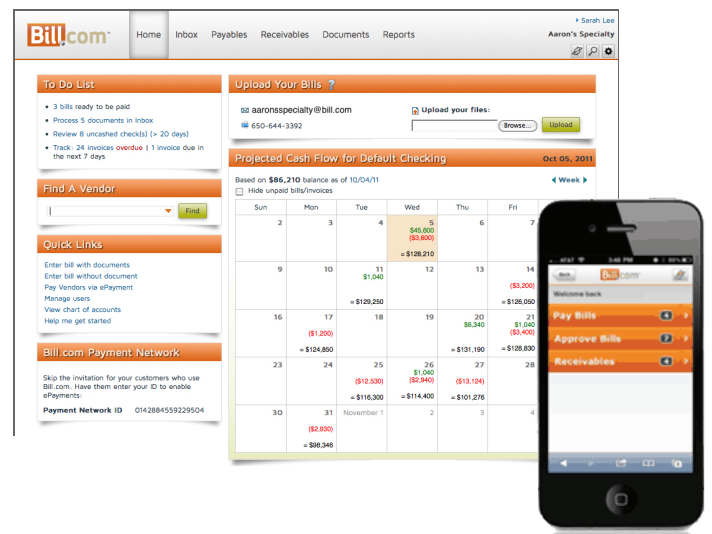 Bill.com
Home Inbox Payables Receivables Documents Reports
Sarah Lee
Aaron's Specialty
To Do List
3 bills ready to be paid
Process 5 documents in Inbox
Review 8 uncashed check(s) (> 20 days)
Track: 24 invoices overdue | 1 invoice due in
the next 7 days
Find A Vendor
Find
Quick Links
Enter bill with documents
Enter bill without document
Pay Vendors via ePayment
Manage users
View chart of accounts
Help me get started
Bill.com Payment Network
Skip the invitation for your customers who use
Bill.com. Have them enter your ID to enable
ePayments:
Payment Network ID 0142884559229504
Upload Your Bills ?
aaronsspecialty@bill.com
650-644-3392
Upload your files:
Browse... Upload
Projected Cash Flow for Default Checking Oct 05, 2011
Based on $86,210 balance as of 10/04/11
Week
Hide unpaid bills/invoices
Sun Mon Tue Wed Thu Fri
2 3 4 5 6 7
$45,600
($3,600)
= $128,210
9 10 11 12 13 14
$1,040
($3,200)
= $129,250 = $126,050
16 17 18 19 20 21
$6,340 $1,040
($1,200) ($3,400)
= $124,850 = $131,190 = $128,830
23 24 25 26 27 28
$1,040
($12,530) ($2,940) ($13,124)
= $116,300 = $114,400 = $101,276
30 31 November 1 2 3 4
($2,930)
= $98,346
AT&T 3:48 PM
Back
Bill.com
Welcome back
Pay Bills 4
Approve Bills
Receivables 4